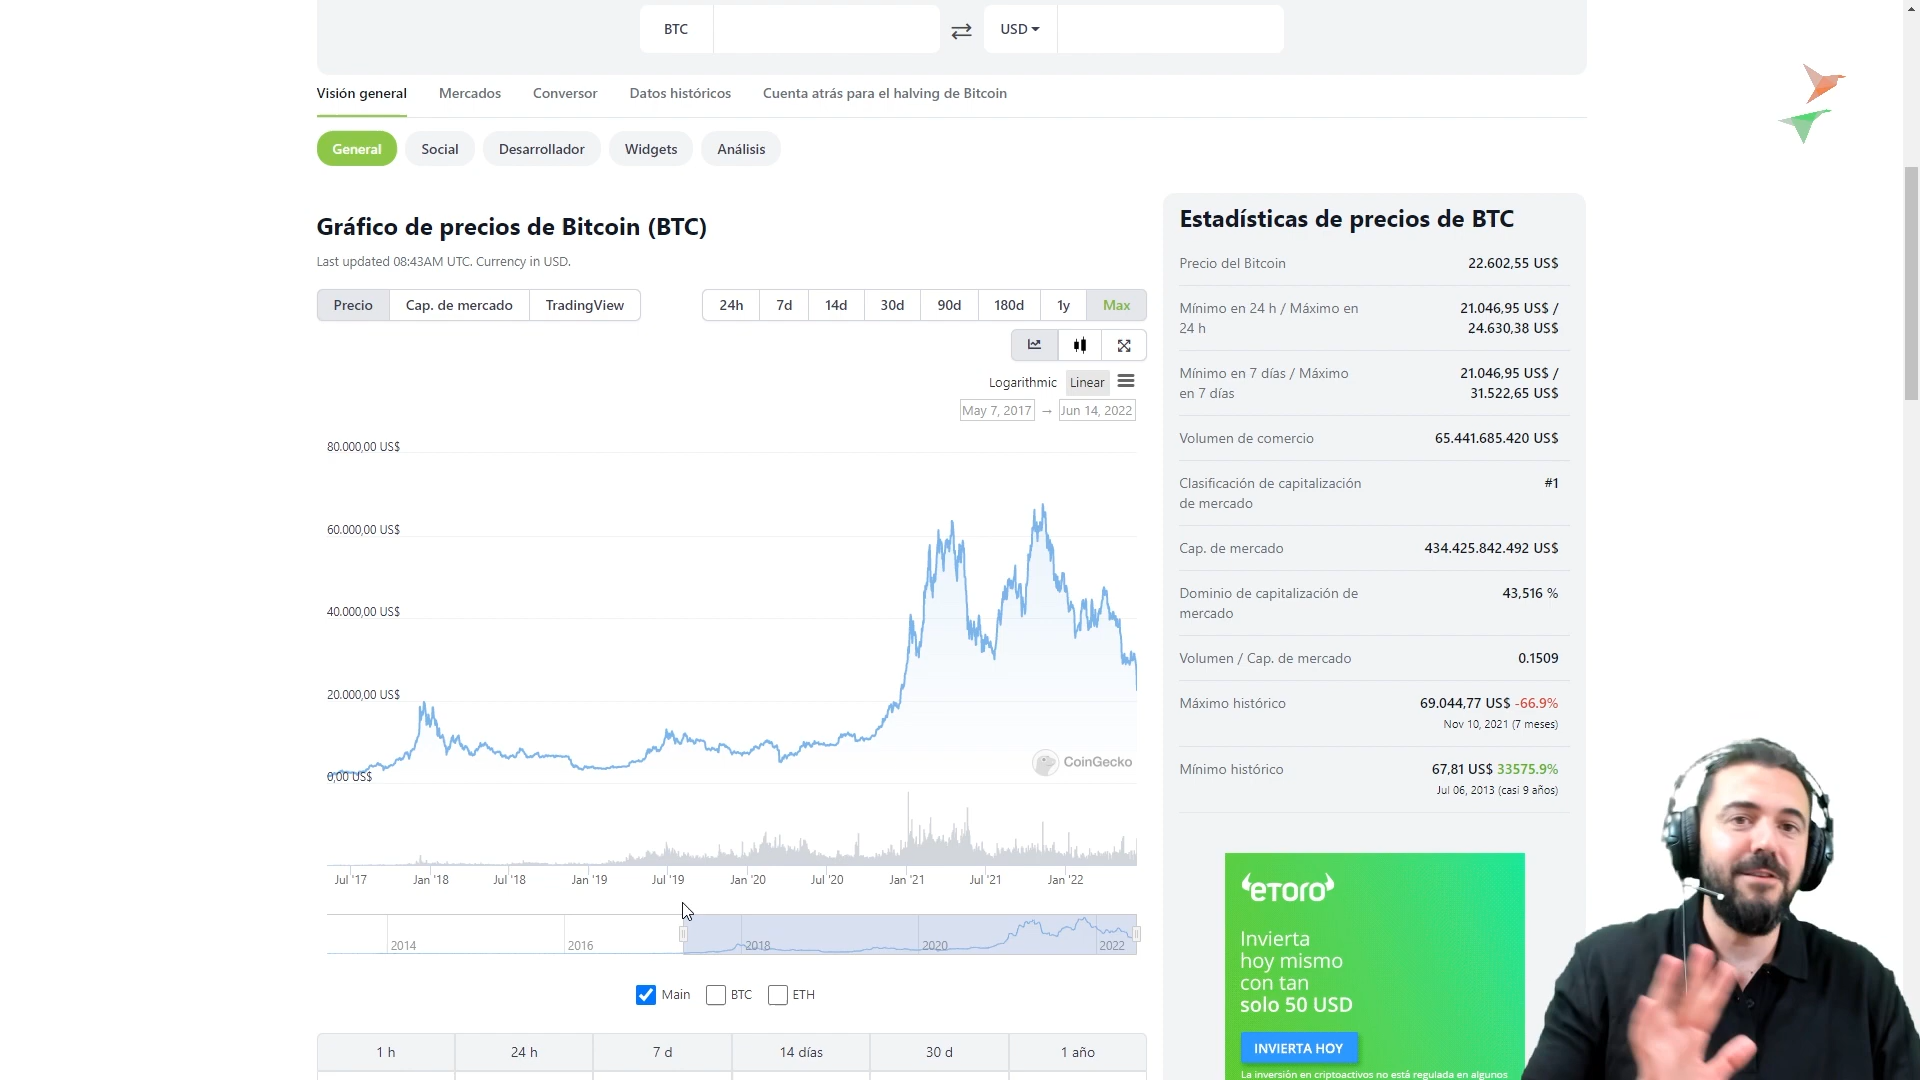 BTC
USD
Visión general
Mercados
Conversor
Datos históricos
Cuenta atrás para el halving de Bitcoin
General
Social
Desarrollador
Widgets
Análisis
Gráfico de precios de Bitcoin (BTC)
Last updated 08:43AM UTC. Currency in USD.
Precio
Cap. de mercado
TradingView
24h
7d
14d
30d
90d
180d
1y
Max
Logarithmic
Linear
May 7, 2017 → Jun 14, 2022
80.000,00 US$
60.000,00 US$
40.000,00 US$
20.000,00 US$
0,00 US$
CoinGecko
Jul '17
Jan '18
Jul '18
Jan '19
Jul '19
Jan '20
Jul '20
Jan '21
Jul '21
Jan '22
2014
2016
2018
2020
2022
Main
BTC
ETH
1 h
24 h
7 d
14 días
30 d
1 año
Estadísticas de precios de BTC
Precio del Bitcoin
22.602,55 US$
Mínimo en 24 h / Máximo en
24 h
21.046,95 US$ /
24.630,38 US$
Mínimo en 7 días / Máximo
en 7 días
21.046,95 US$ /
31.522,65 US$
Volumen de comercio
65.441.685.420 US$
Clasificación de capitalización
de mercado
#1
Cap. de mercado
434.425.842.492 US$
Dominio de capitalización de
mercado
43,516 %
Volumen / Cap. de mercado
0.1509
Máximo histórico
69.044,77 US$ -66.9%
Nov 10, 2021 (7 meses)
Mínimo histórico
67,81 US$ 33575.9%
Jul 06, 2013 (casi 9 años)
eToro
Invierta
hoy mismo
con tan
solo 50 USD
INVIERTA HOY
La inversión en criptoactivos no está regulada en algunos